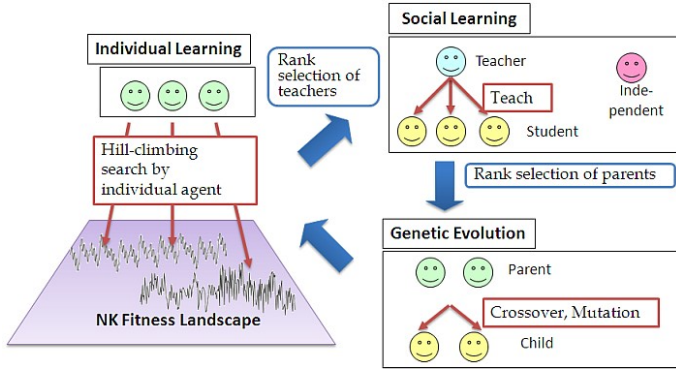 Individual Learning
Hill-climbing
search by
individual agent
NK Fitness Landscape
Rank
selection of
teachers
Social Learning
Teacher
Teach
Student
Inde-
pendent
Rank selection of parents
Genetic Evolution
Parent
Crossover, Mutation
Child